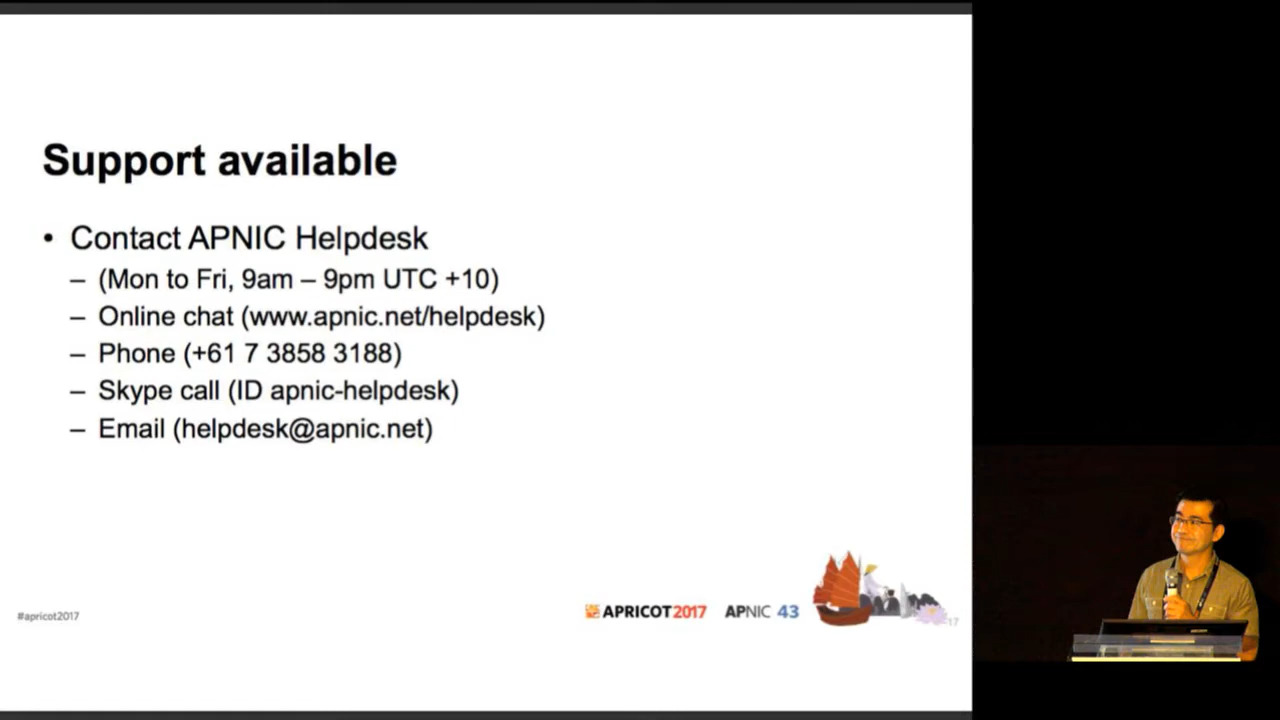 Support available
• Contact APNIC Helpdesk
– (Mon to Fri, 9am – 9pm UTC +10)
– Online chat (www.apnic.net/helpdesk)
– Phone (+61 7 3858 3188)
– Skype call (ID apnic-helpdesk)
– Email (helpdesk@apnic.net)
#apricot2017
APRICOT2017 APNIC 43
17